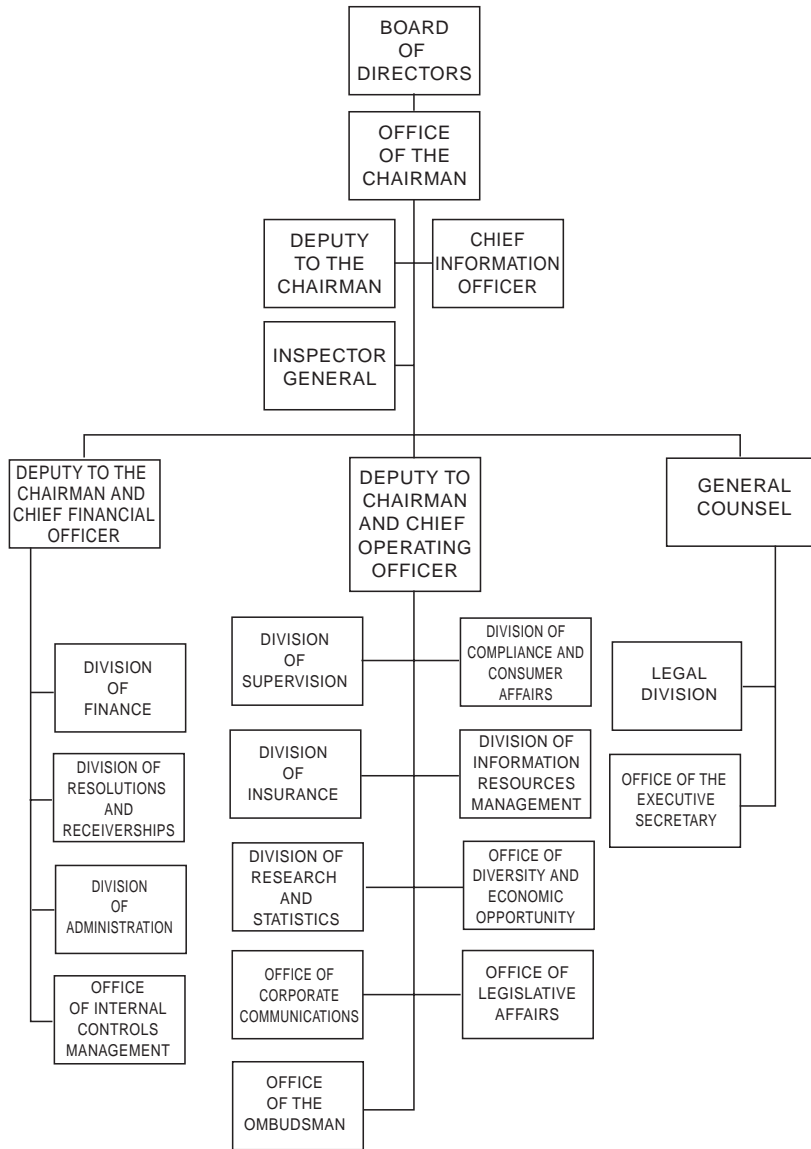 BOARD
OF
DIRECTORS
OFFICE
OF THE
CHAIRMAN
DEPUTY
TO THE
CHAIRMAN
CHIEF
INFORMATION
OFFICER
INSPECTOR
GENERAL
DEPUTY TO THE
CHAIRMAN AND
CHIEF FINANCIAL
OFFICER
DEPUTY TO
CHAIRMAN
AND CHIEF
OPERATING
OFFICER
GENERAL
COUNSEL
DIVISION
OF
FINANCE
DIVISION OF
RESOLUTIONS
AND
RECEIVERSHIPS
DIVISION
OF
ADMINISTRATION
OFFICE
OF INTERNAL
CONTROLS
MANAGEMENT
DIVISION
OF
SUPERVISION
DIVISION OF
COMPLIANCE AND
CONSUMER
AFFAIRS
DIVISION
OF
INSURANCE
DIVISION OF
INFORMATION
RESOURCES
MANAGEMENT
DIVISION OF
RESEARCH
AND
STATISTICS
OFFICE OF
DIVERSITY AND
ECONOMIC
OPPORTUNITY
OFFICE OF
CORPORATE
COMMUNICATIONS
OFFICE OF
LEGISLATIVE
AFFAIRS
OFFICE
OF THE
OMBUDSMAN
LEGAL
DIVISION
OFFICE OF THE
EXECUTIVE
SECRETARY